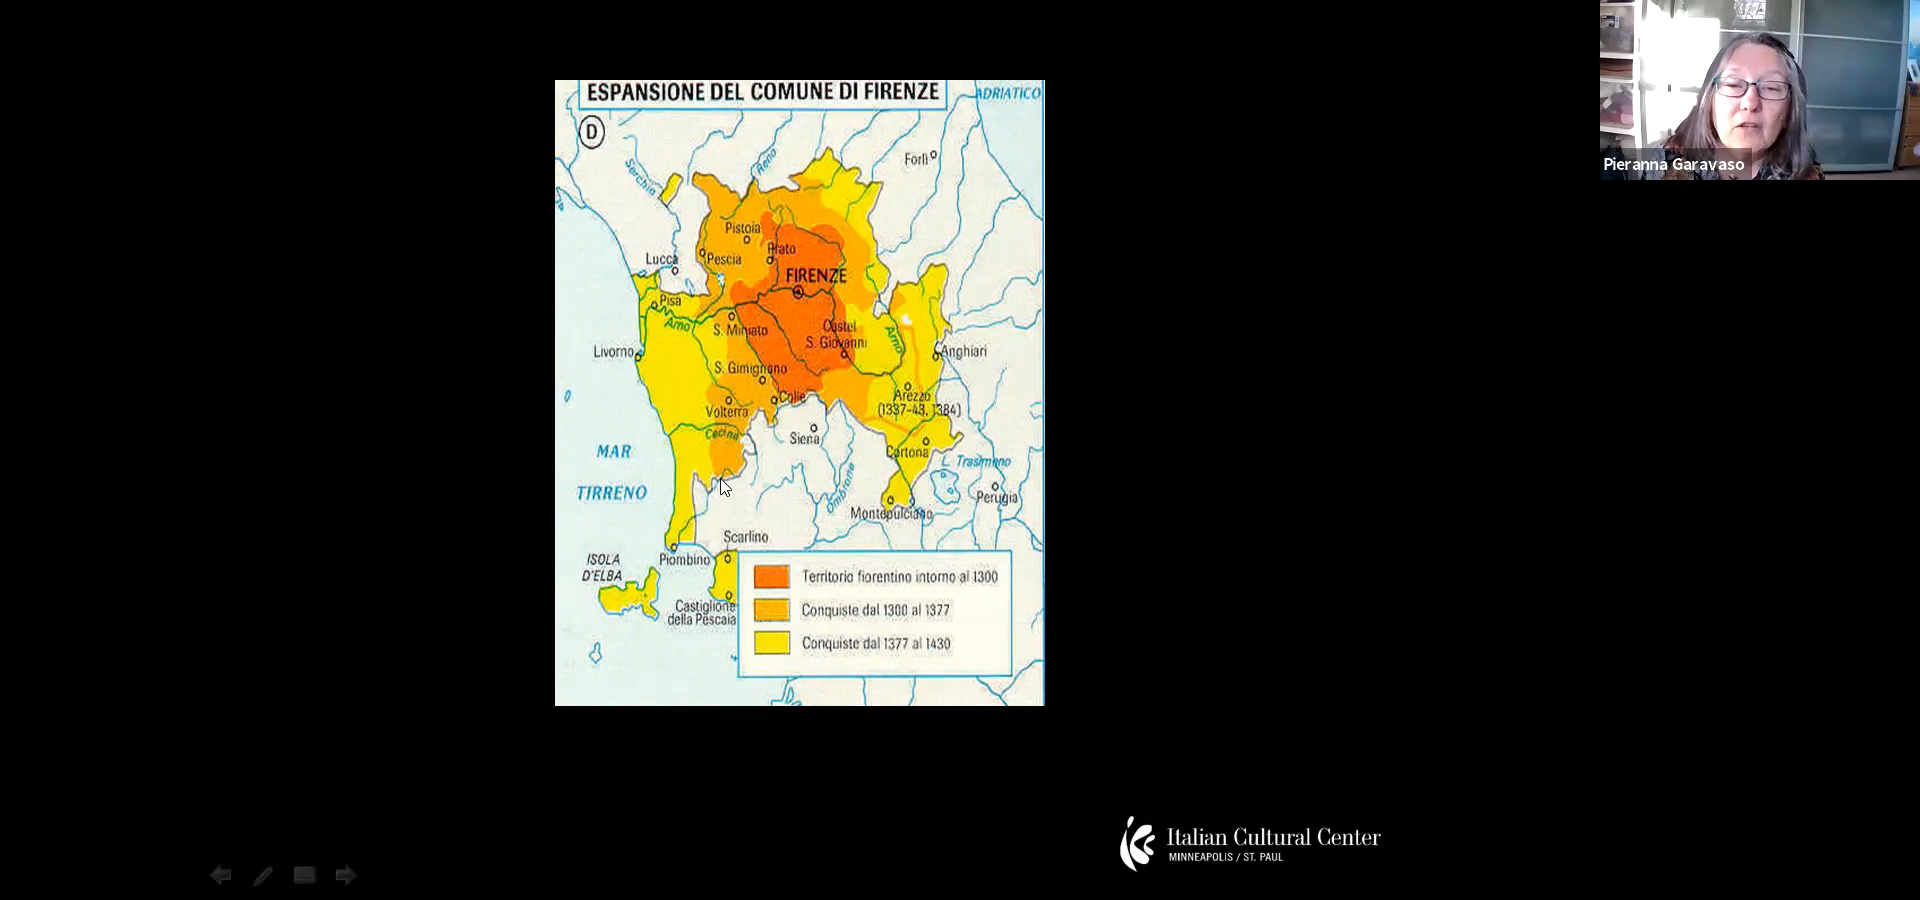 ESPANSIONE DEL COMUNE DI FIRENZE
ADRIATICO
D
Forlì
Reno
Serchio
Pistoia
Prato
Lucca
Pescia
FIRENZE
Pisa
Arno
S. Miniato
Castel
S. Giovanni
Arno
Livorno
Anghiari
S. Gimignano
Colle
Arezzo
(1337-43, 1384)
Volterra
Cecina
Siena
MAR
TIRRENO
Cortona
L. Trasimeno
Ombrone
Perugia
Montepulciano
Scarlino
ISOLA
D'ELBA
Piombino
Castiglione
della Pescaia
Territorio fiorentino intorno al 1300
Conquiste dal 1300 al 1377
Conquiste dal 1377 al 1430
Pieranna Garavaso
Italian Cultural Center
MINNEAPOLIS / ST. PAUL